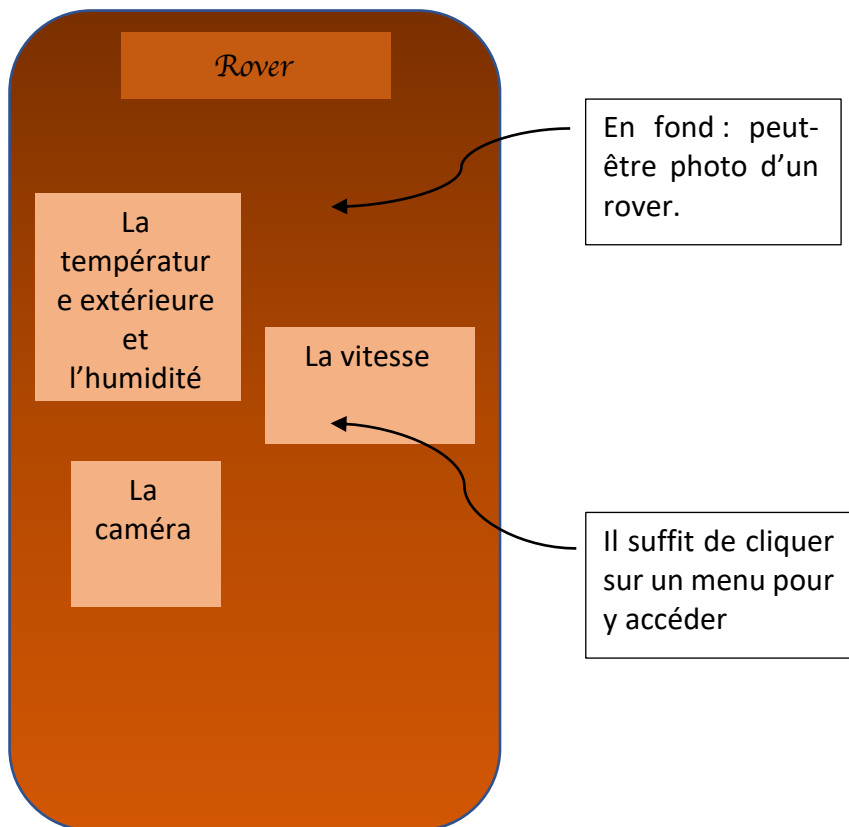 Rover
En fond : peut-
être photo d’un
rover.
La
températur
e extérieure
et
l’humidité
La vitesse
La
caméra
Il suffit de cliquer
sur un menu pour
y accéder